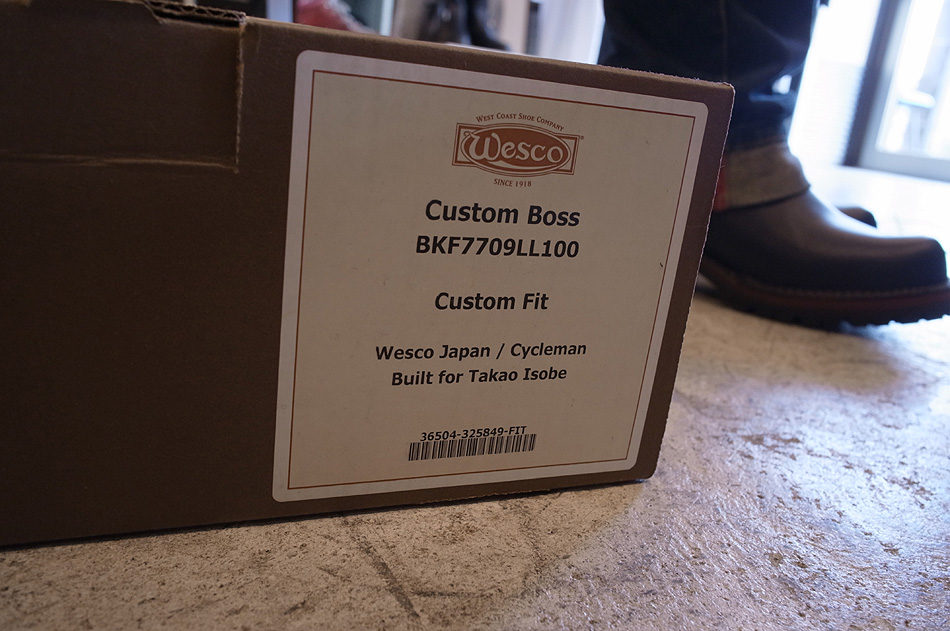 WEST COAST SHOE COMPANY
Wesco
SINCE 1918
Custom Boss
BKF7709LL100
Custom Fit
Wesco Japan / Cycleman
Built for Takao Isobe
36504-325849-FIT